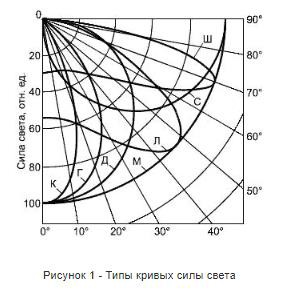 0
20
40
60
80
100
Сила света, отн. ед.
90°
80°
70°
60°
50°
0° 10° 20° 30° 40°
Ш
С
Л
М
Д
Г
К
Рисунок 1 - Типы кривых силы света